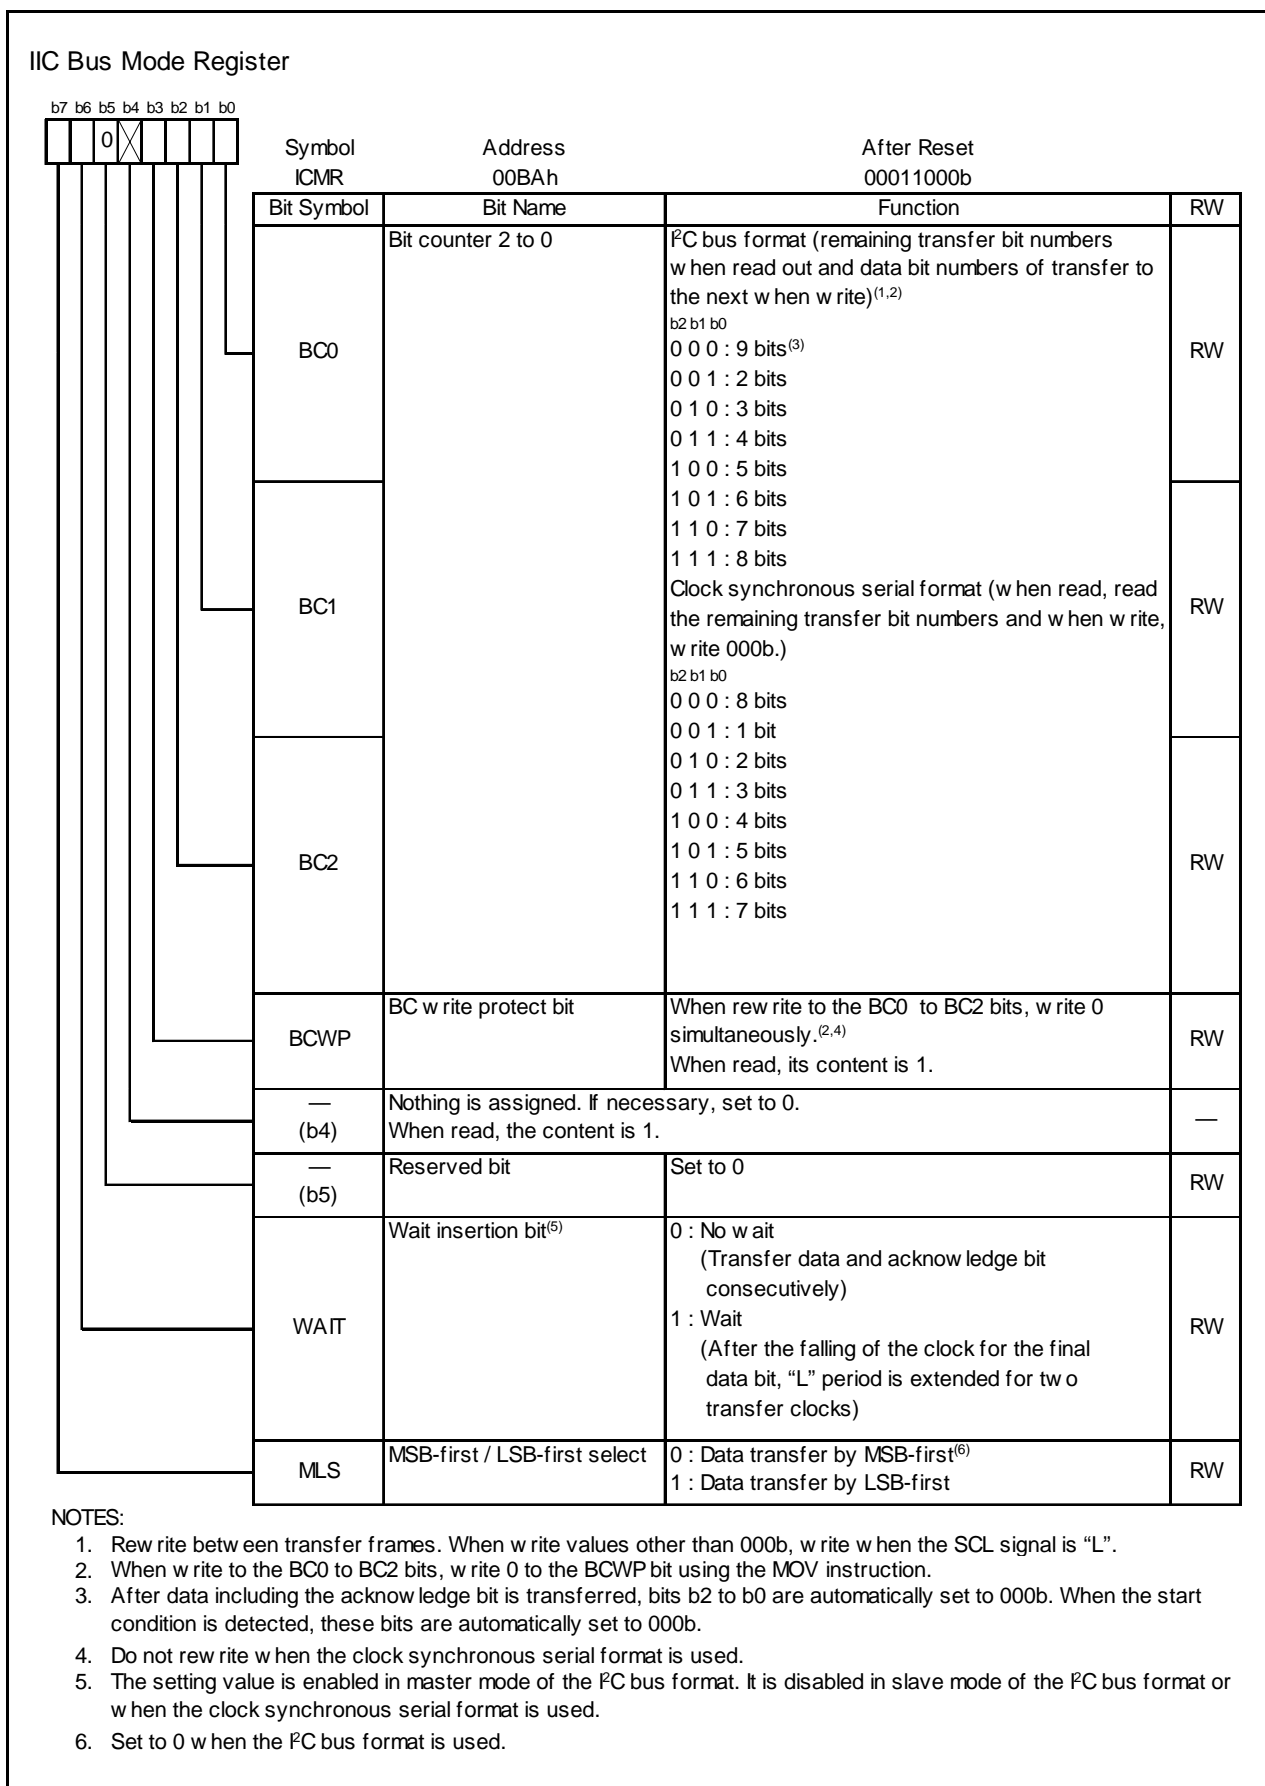 IIC Bus Mode Register
b7 b6 b5 b4 b3 b2 b1 b0
0
Symbol Address After Reset
ICMR 00BAh 00011000b
Bit Symbol Bit Name Function RW
BC0 Bit counter 2 to 0 I²C bus format (remaining transfer bit numbers
when read out and data bit numbers of transfer to
the next when write)(1,2)
b2 b1 b0
0 0 0 : 9 bits(3) RW
0 0 1 : 2 bits
0 1 0 : 3 bits
0 1 1 : 4 bits
1 0 0 : 5 bits
1 0 1 : 6 bits
1 1 0 : 7 bits
1 1 1 : 8 bits
BC1 Clock synchronous serial format (when read, read RW
the remaining transfer bit numbers and when write,
write 000b.)
b2 b1 b0
0 0 0 : 8 bits
0 0 1 : 1 bit
0 1 0 : 2 bits
0 1 1 : 3 bits
1 0 0 : 4 bits
BC2 1 0 1 : 5 bits RW
1 1 0 : 6 bits
1 1 1 : 7 bits
BCWP BC write protect bit When rewrite to the BC0 to BC2 bits, write 0 RW
simultaneously.(2,4)
When read, its content is 1.
— Nothing is assigned. If necessary, set to 0. —
(b4) When read, the content is 1.
— Reserved bit Set to 0 RW
(b5)
WAIT Wait insertion bit(5) 0 : No wait RW
(Transfer data and acknowledge bit
consecutively)
1 : Wait
(After the falling of the clock for the final
data bit, “L” period is extended for two
transfer clocks)
MLS MSB-first / LSB-first select 0 : Data transfer by MSB-first(6) RW
1 : Data transfer by LSB-first
NOTES:
1. Rewrite between transfer frames. When write values other than 000b, write when the SCL signal is “L”.
2. When write to the BC0 to BC2 bits, write 0 to the BCWP bit using the MOV instruction.
3. After data including the acknowledge bit is transferred, bits b2 to b0 are automatically set to 000b. When the start
condition is detected, these bits are automatically set to 000b.
4. Do not rewrite when the clock synchronous serial format is used.
5. The setting value is enabled in master mode of the I²C bus format. It is disabled in slave mode of the I²C bus format or
when the clock synchronous serial format is used.
6. Set to 0 when the I²C bus format is used.